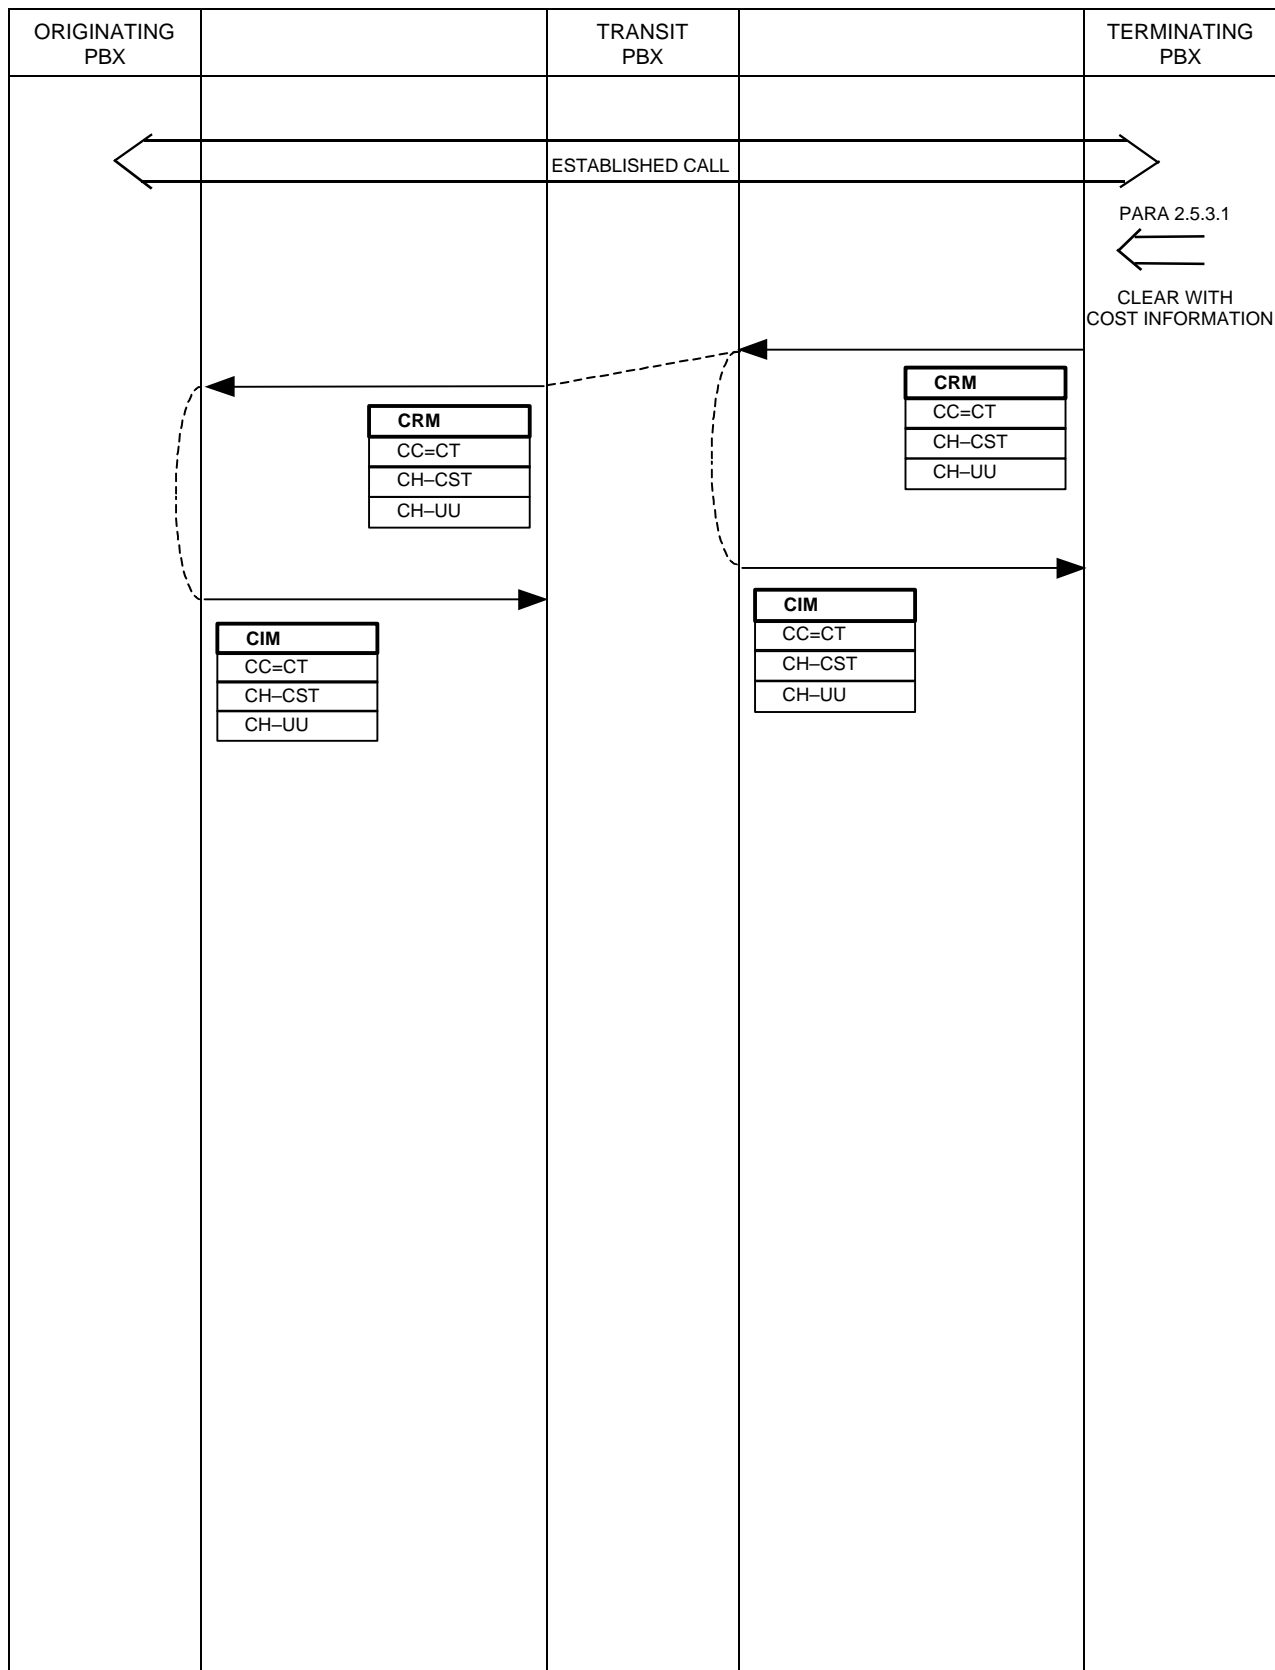 ORIGINATING
PBX
TRANSIT
PBX
TERMINATING
PBX
ESTABLISHED CALL
PARA 2.5.3.1
CLEAR WITH
COST INFORMATION
CRM
CC=CT
CH–CST
CH–UU
CRM
CC=CT
CH–CST
CH–UU
CIM
CC=CT
CH–CST
CH–UU
CIM
CC=CT
CH–CST
CH–UU